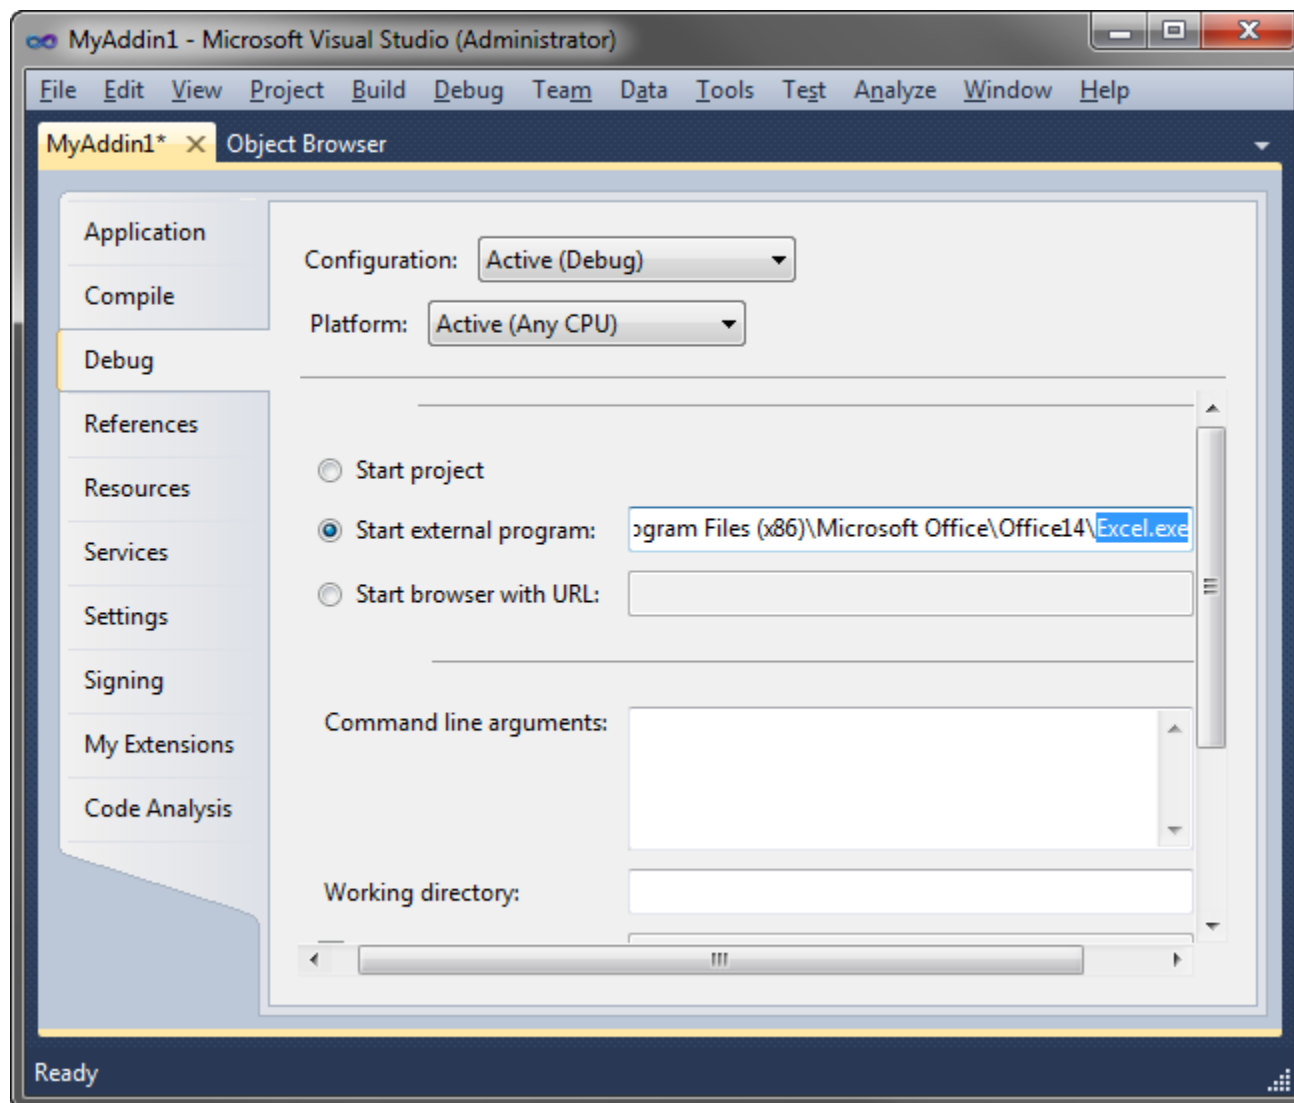 MyAddin1 - Microsoft Visual Studio (Administrator)
File Edit View Project Build Debug Team Data Tools Test Analyze Window Help
MyAddin1* Object Browser
Application
Compile
Debug
References
Resources
Services
Settings
Signing
My Extensions
Code Analysis
Configuration: Active (Debug)
Platform: Active (Any CPU)
Start project
Start external program: ogram Files (x86)\Microsoft Office\Office14\Excel.exe
Start browser with URL:
Command line arguments:
Working directory:
Ready